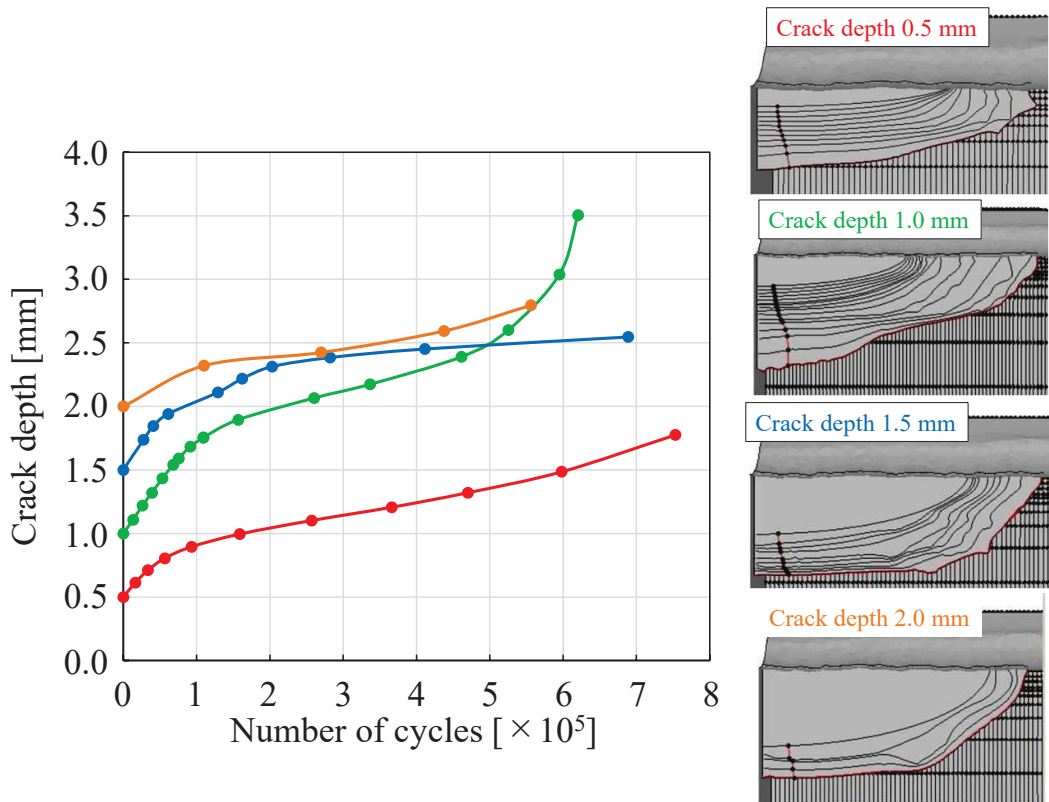 Crack depth [mm]
4.0
3.5
3.0
2.5
2.0
1.5
1.0
0.5
0.0
0 1 2 3 4 5 6 7 8
Number of cycles [ × 10⁵]
Crack depth 0.5 mm
Crack depth 1.0 mm
Crack depth 1.5 mm
Crack depth 2.0 mm